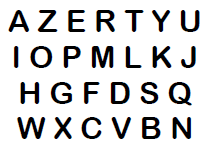 A Z E R T Y U
I O P M L K J
H G F D S Q
W X C V B N